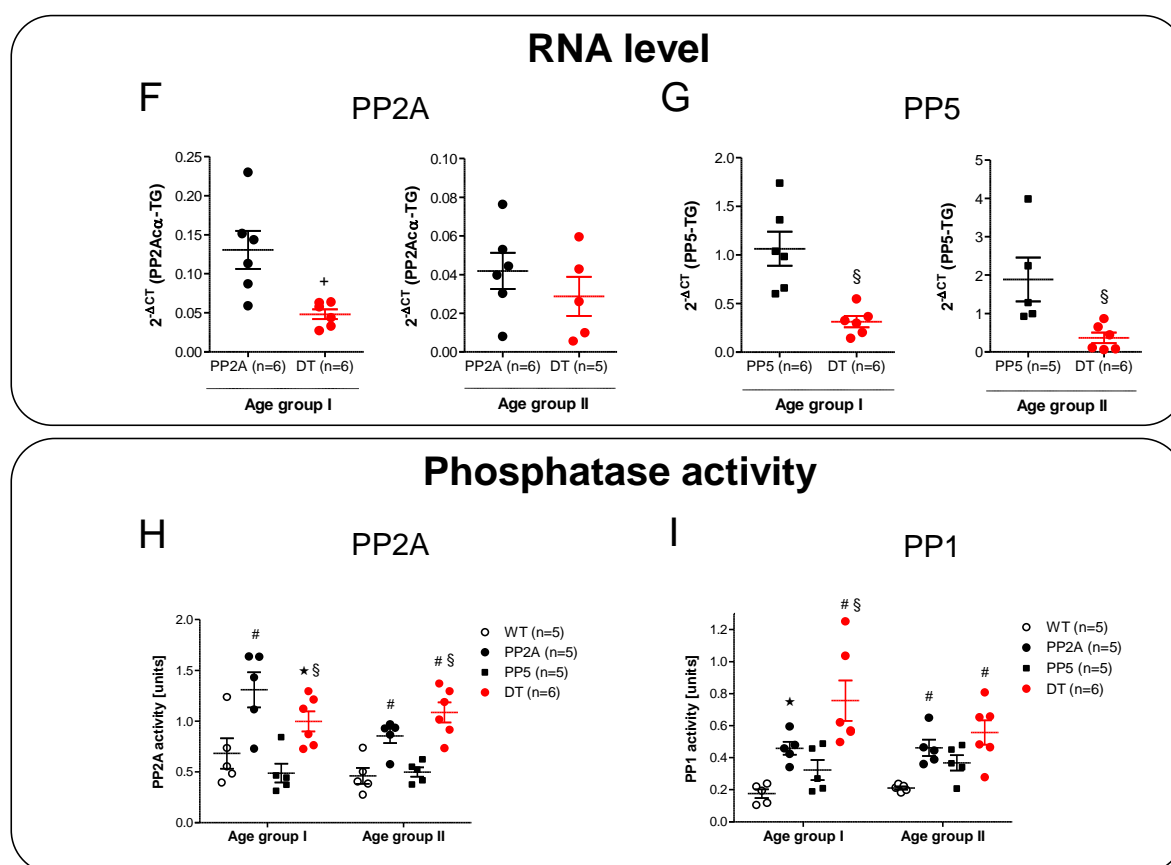 RNA level
F
PP2A
2^-ΔCT (PP2Acα-TG)
0.25
0.20
0.15
0.10
0.05
0.00
+
PP2A (n=6) DT (n=6)
Age group I
2^-ΔCT (PP2Acα-TG)
0.10
0.08
0.06
0.04
0.02
0.00
PP2A (n=6) DT (n=5)
Age group II
G
PP5
2^-ΔCT (PP5-TG)
2.0
1.5
1.0
0.5
0.0
§
PP5 (n=6) DT (n=6)
Age group I
2^-ΔCT (PP5-TG)
5
4
3
2
1
0
§
PP5 (n=5) DT (n=6)
Age group II
Phosphatase activity
H
PP2A
PP2A activity [units]
2.0
1.5
1.0
0.5
0.0
#
★ §
#
# §
WT (n=5)
PP2A (n=5)
PP5 (n=5)
DT (n=6)
Age group I Age group II
I
PP1
PP1 activity [units]
1.2
1.0
0.8
0.6
0.4
0.2
0.0
★
# §
#
#
WT (n=5)
PP2A (n=5)
PP5 (n=5)
DT (n=6)
Age group I Age group II